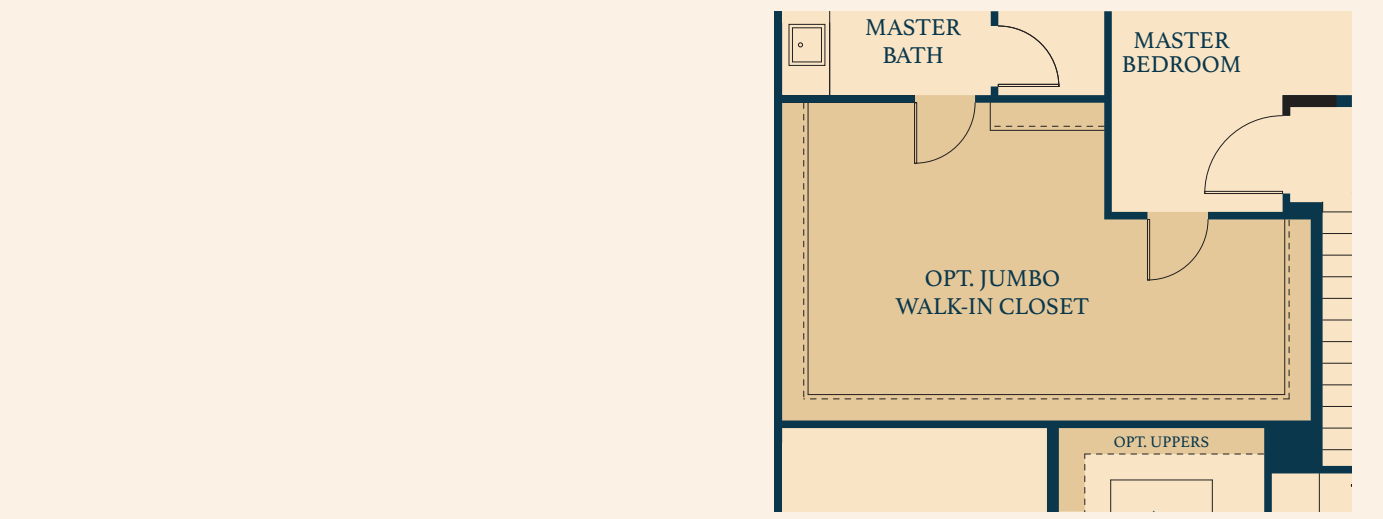 MASTER
BATH
MASTER
BEDROOM
OPT. JUMBO
WALK-IN CLOSET
OPT. UPPERS